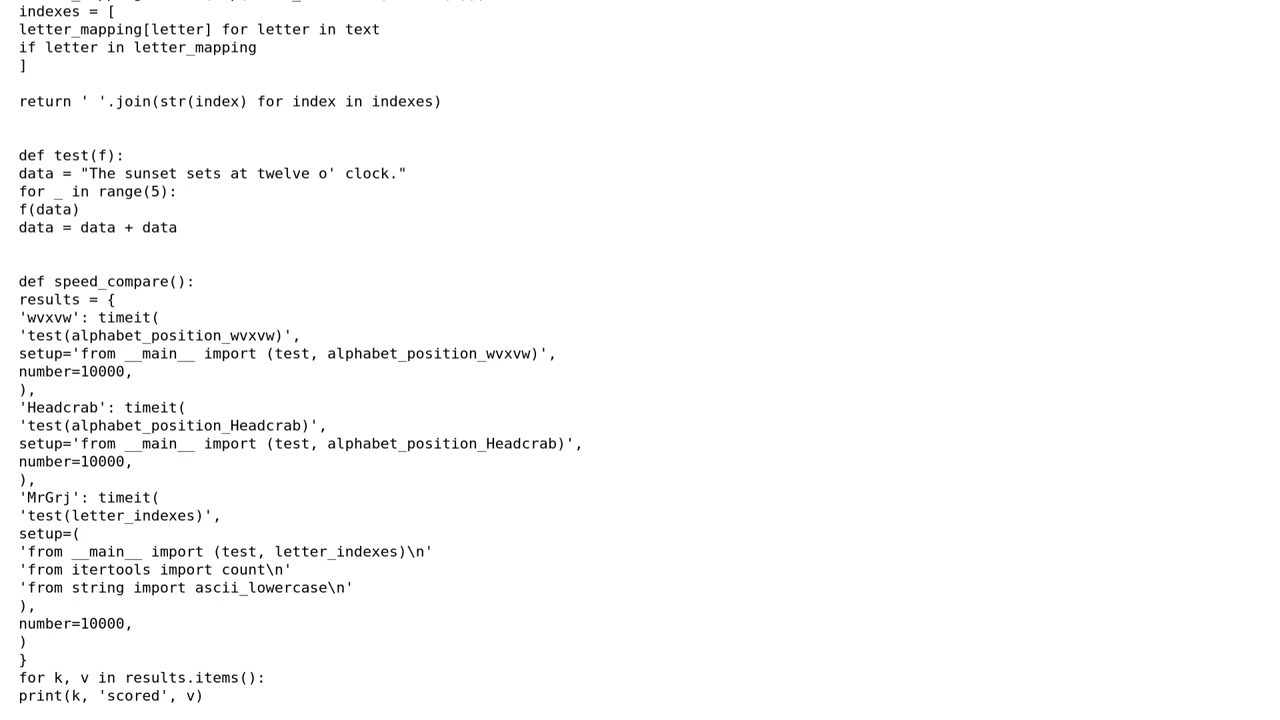 indexes = [
letter_mapping[letter] for letter in text
if letter in letter_mapping
]
return ' '.join(str(index) for index in indexes)
def test(f):
data = "The sunset sets at twelve o' clock."
for _ in range(5):
f(data)
data = data + data
def speed_compare():
results = {
'wvxvw': timeit(
'test(alphabet_position_wvxvw)',
setup='from __main__ import (test, alphabet_position_wvxvw)',
number=10000,
),
'Headcrab': timeit(
'test(alphabet_position_Headcrab)',
setup='from __main__ import (test, alphabet_position_Headcrab)',
number=10000,
),
'MrGrj': timeit(
'test(letter_indexes)',
setup=(
'from __main__ import (test, letter_indexes)\n'
'from itertools import count\n'
'from string import ascii_lowercase\n'
),
number=10000,
)
}
for k, v in results.items():
print(k, 'scored', v)